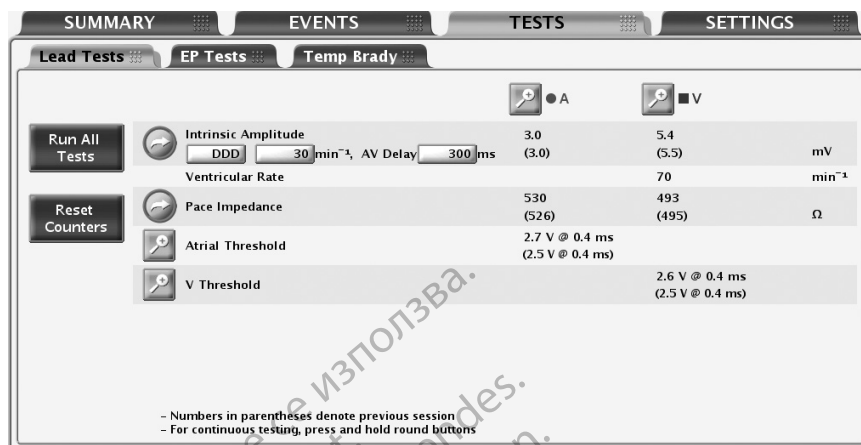 SUMMARY EVENTS TESTS SETTINGS
Lead Tests EP Tests Temp Brady
A V
Run All Tests
Intrinsic Amplitude 3.0 5.4
DDD 30 min⁻¹, AV Delay 300 ms (3.0) (5.5) mV
Ventricular Rate 70 min⁻¹
Reset Counters
Pace Impedance 530 493
(526) (495) Ω
Atrial Threshold 2.7 V @ 0.4 ms
(2.5 V @ 0.4 ms)
V Threshold 2.6 V @ 0.4 ms
(2.5 V @ 0.4 ms)
- Numbers in parentheses denote previous session
- For continuous testing, press and hold round buttons
се използва.